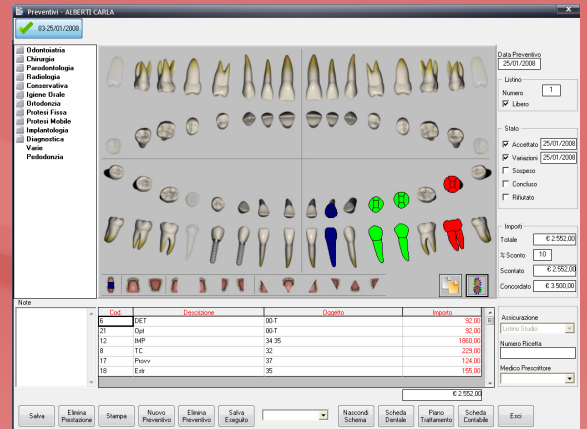 Preventivi - ALBERTI CARLA
83-25/01/2008
Odontoiatria
Chirurgia
Parodontologia
Radiologia
Conservativa
Igiene Orale
Ortodonzia
Protesi Fissa
Protesi Mobile
Implantologia
Diagnostica
Varie
Pedodonzia
Data Preventivo
25/01/2008
Listino
Numero 1
Libero
Stato
Accettato 25/01/2008
Variazioni 25/01/2008
Sospeso
Concluso
Rifiutato
Importi
Totale € 2.552,00
% Sconto 10
Scontato € 2.552,00
Concordato € 3.500,00
Note
Cod. Descrizione Oggetto Importo
6 DET 00-T 92,00
21 Opt 00-T 92,00
12 IMP 34 35 1860,00
8 TC 32 229,00
17 Provv 37 124,00
18 Estr 35 155,00
€ 2.552,00
Assicurazione
Listino Studio
Numero Ricetta
Medico Prescrittore
Salva
Elimina Prestazione
Stampa
Nuovo Preventivo
Elimina Preventivo
Salva Eseguito
Nascondi Schema
Scheda Dentale
Piano Trattamento
Scheda Contabile
Esci